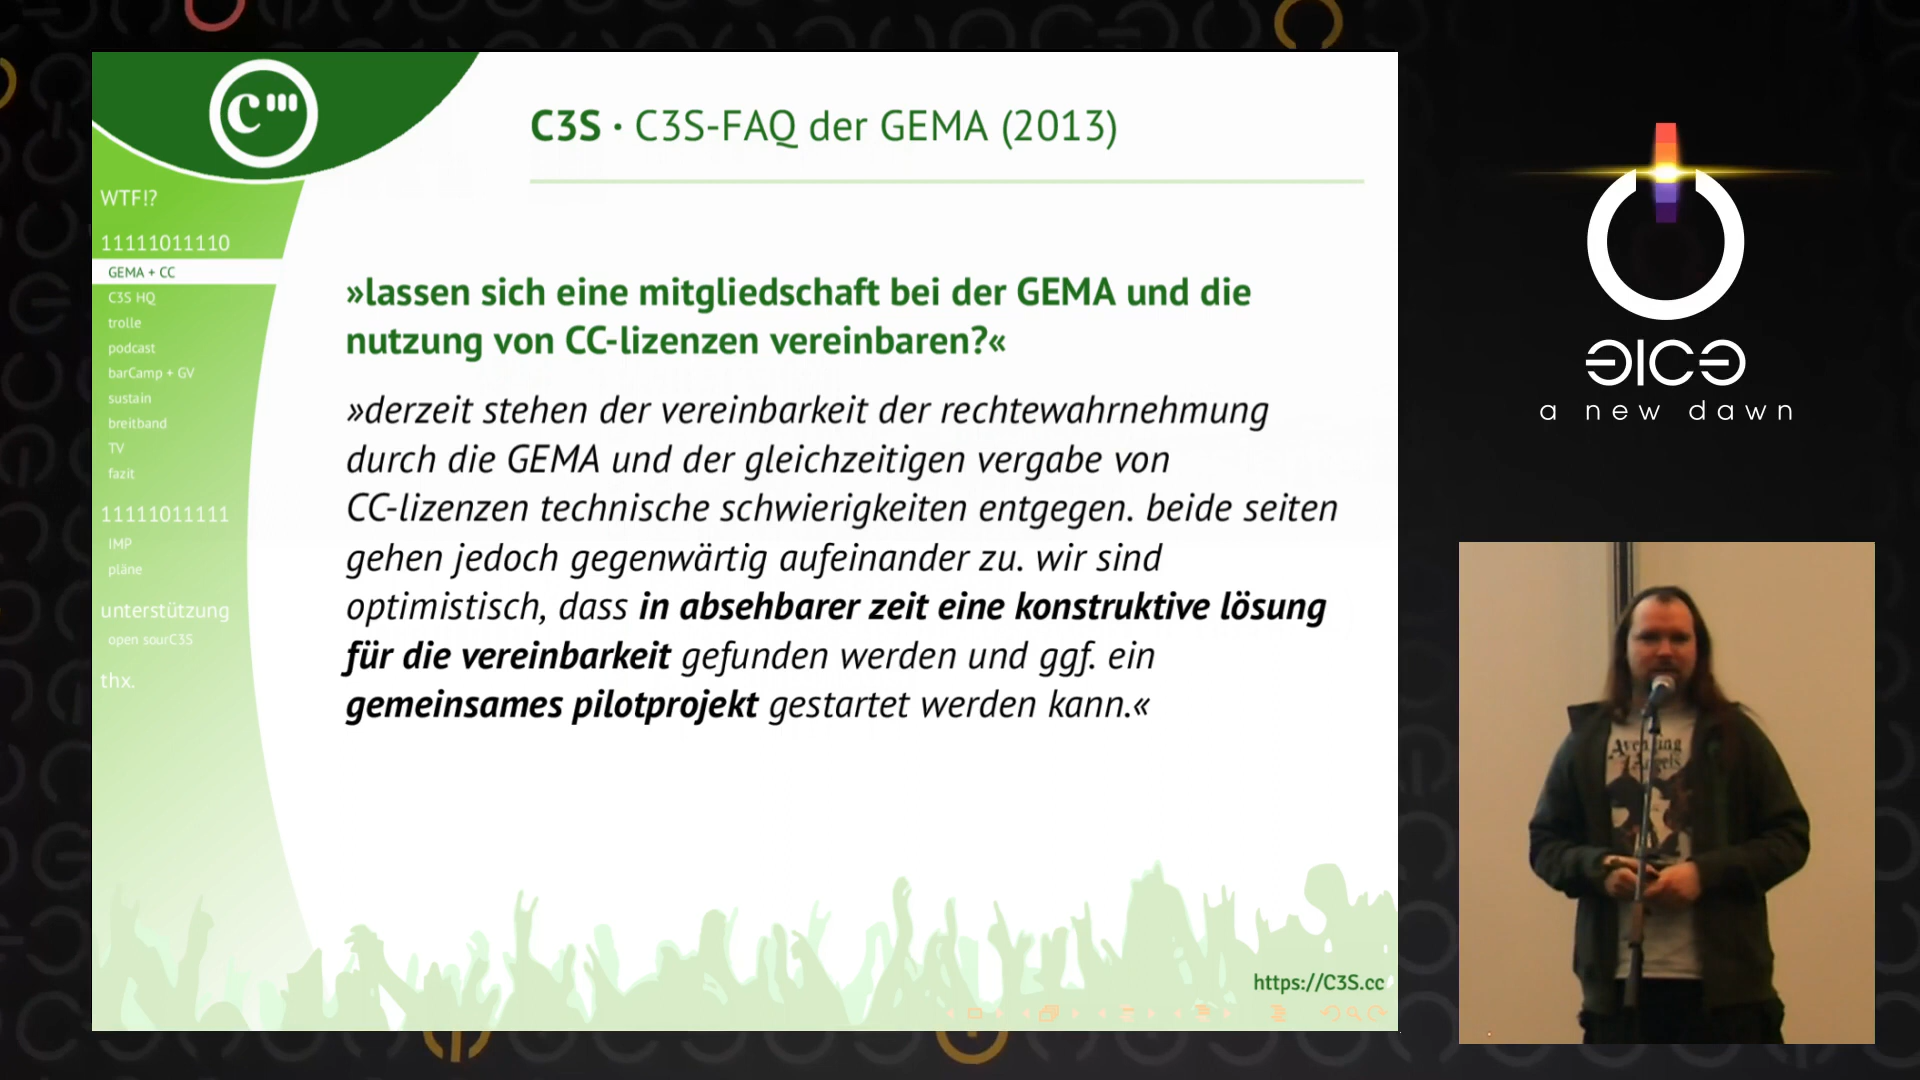 C3S · C3S-FAQ der GEMA (2013)
WTF!?
11111011110
GEMA + CC
C3S HQ
trolle
podcast
barCamp + GV
sustain
breitband
TV
fazit
11111011111
IMP
pläne
unterstützung
open sourC3S
thx.
»lassen sich eine mitgliedschaft bei der GEMA und die
nutzung von CC-lizenzen vereinbaren?«
»derzeit stehen der vereinbarkeit der rechtewahrnehmung
durch die GEMA und der gleichzeitigen vergabe von
CC-lizenzen technische schwierigkeiten entgegen. beide seiten
gehen jedoch gegenwärtig aufeinander zu. wir sind
optimistisch, dass in absehbarer zeit eine konstruktive lösung
für die vereinbarkeit gefunden werden und ggf. ein
gemeinsames pilotprojekt gestartet werden kann.«
https://C3S.cc
a new dawn
Avenging
Angels